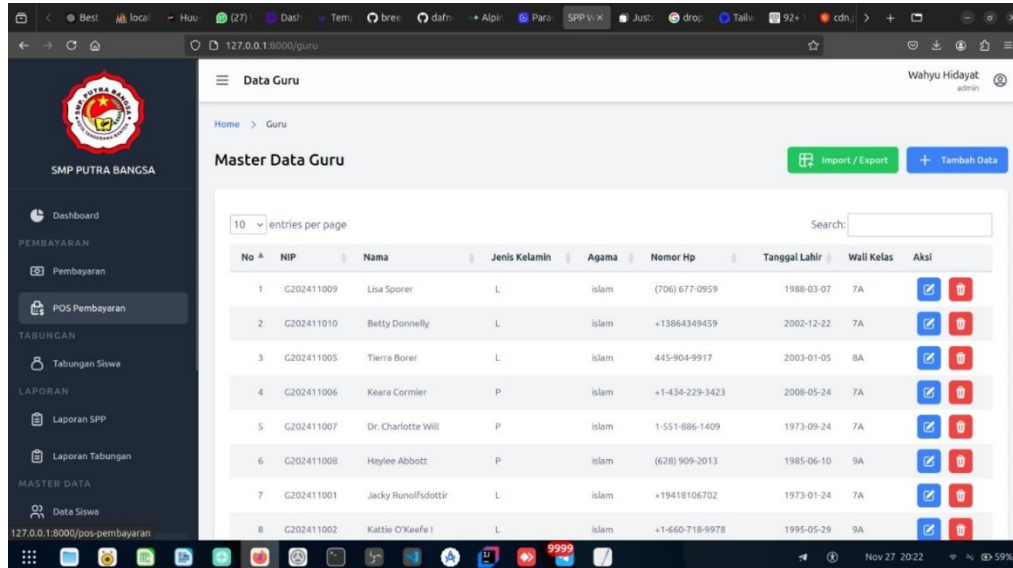 Best
local
Huu-
(27)
Dash
Tem
bree
dafn
Alpin
Para
SPP W
Just
drop
Tailw
92+
cdn.j
127.0.0.1:8000/guru
SMP PUTRA BANGSA
KOTA TANGERANG BANTEN
SMP PUTRA BANGSA
Dashboard
PEMBAYARAN
Pembayaran
POS Pembayaran
TABUNGAN
Tabungan Siswa
LAPORAN
Laporan SPP
Laporan Tabungan
MASTER DATA
Data Siswa
127.0.0.1:8000/pos-pembayaran
Data Guru
Wahyu Hidayat
admin
Home > Guru
Master Data Guru
Import / Export
+ Tambah Data
10 entries per page
Search:
No NIP Nama Jenis Kelamin Agama Nomor Hp Tanggal Lahir Wali Kelas Aksi
1 G202411009 Lisa Sporer L islam (706) 677-0959 1988-03-07 7A
2 G202411010 Betty Donnelly L islam +13864349459 2002-12-22 7A
3 G202411005 Tierra Borer L islam 445-904-9917 2003-01-05 8A
4 G202411006 Keara Cormier P islam +1-434-229-3423 2008-05-24 7A
5 G202411007 Dr. Charlotte Will P islam 1-551-886-1409 1973-09-24 7A
6 G202411008 Haylee Abbott P islam (628) 909-2013 1985-06-10 9A
7 G202411001 Jacky Runolfsdottir L islam +19418106702 1973-01-24 7A
8 G202411002 Kattie O'Keefe I L islam +1-660-718-9978 1995-05-29 9A
9999
Nov 27 20:22
59%